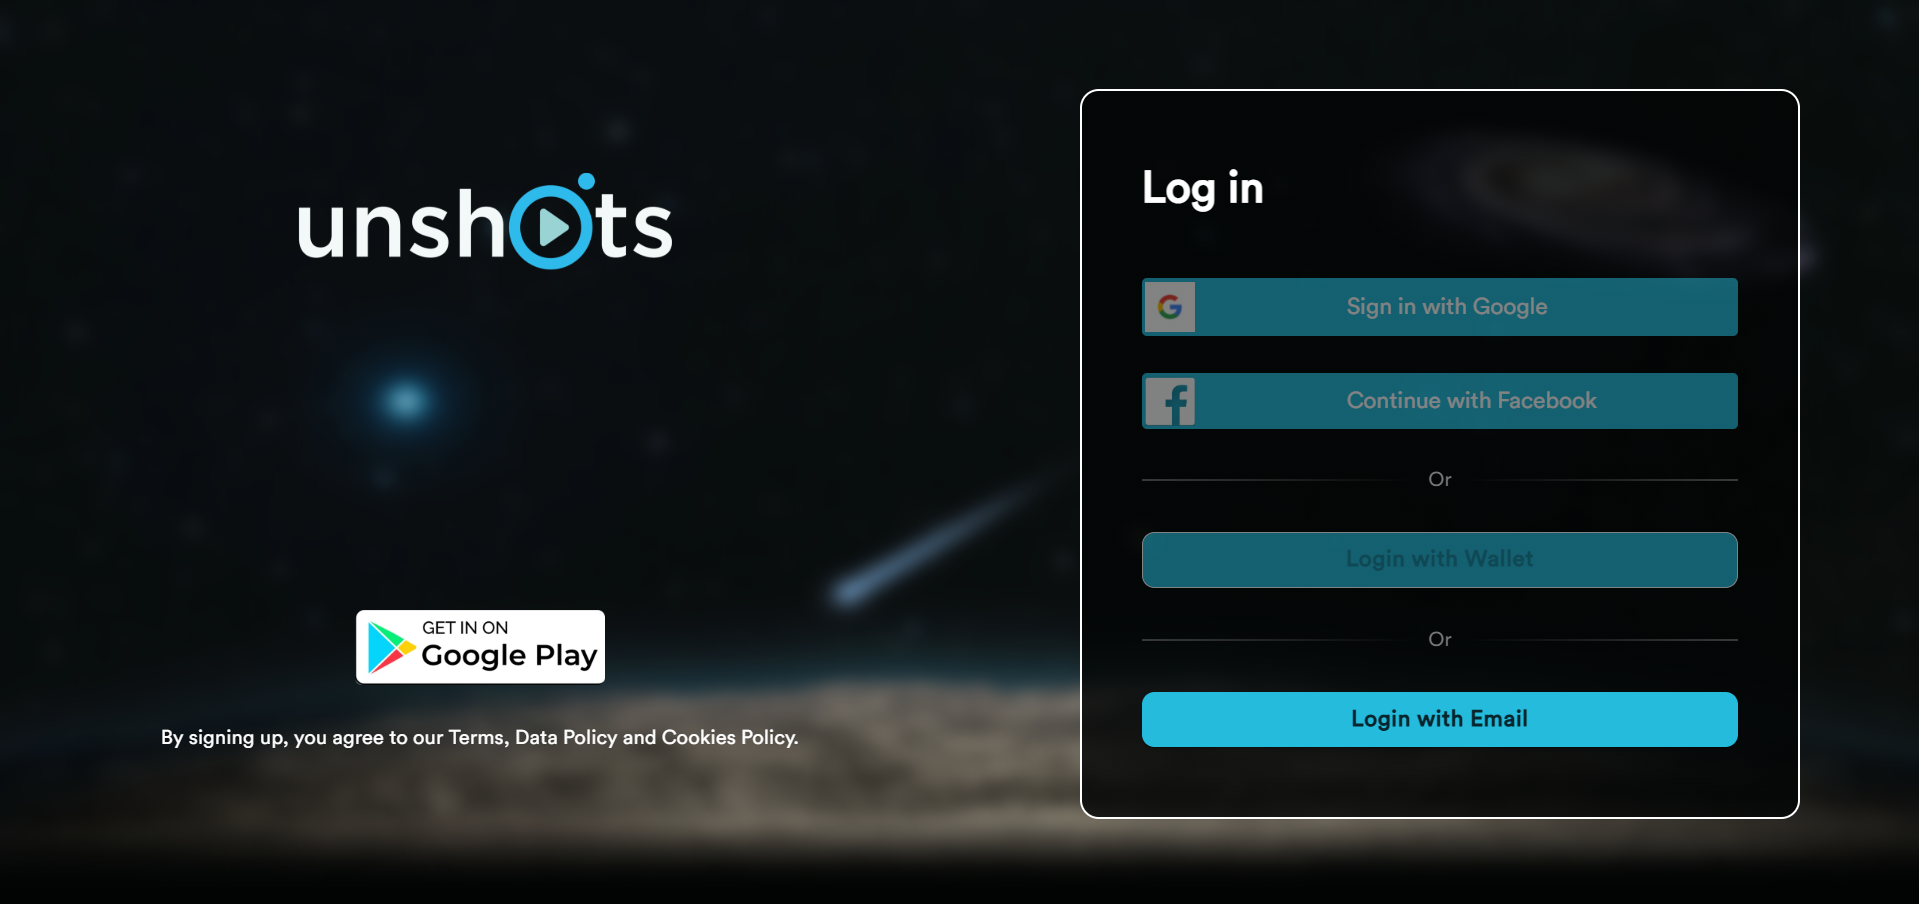 unshots
GET IN ON
Google Play
By signing up, you agree to our Terms, Data Policy and Cookies Policy.
Log in
Sign in with Google
Continue with Facebook
Or
Login with Wallet
Or
Login with Email